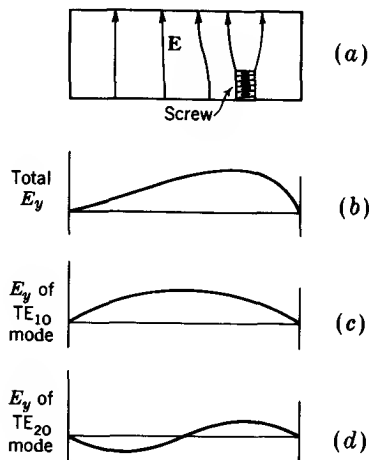 E
(a)
Screw
Total
E_y
(b)
E_y of
TE_10
mode
(c)
E_y of
TE_20
mode
(d)